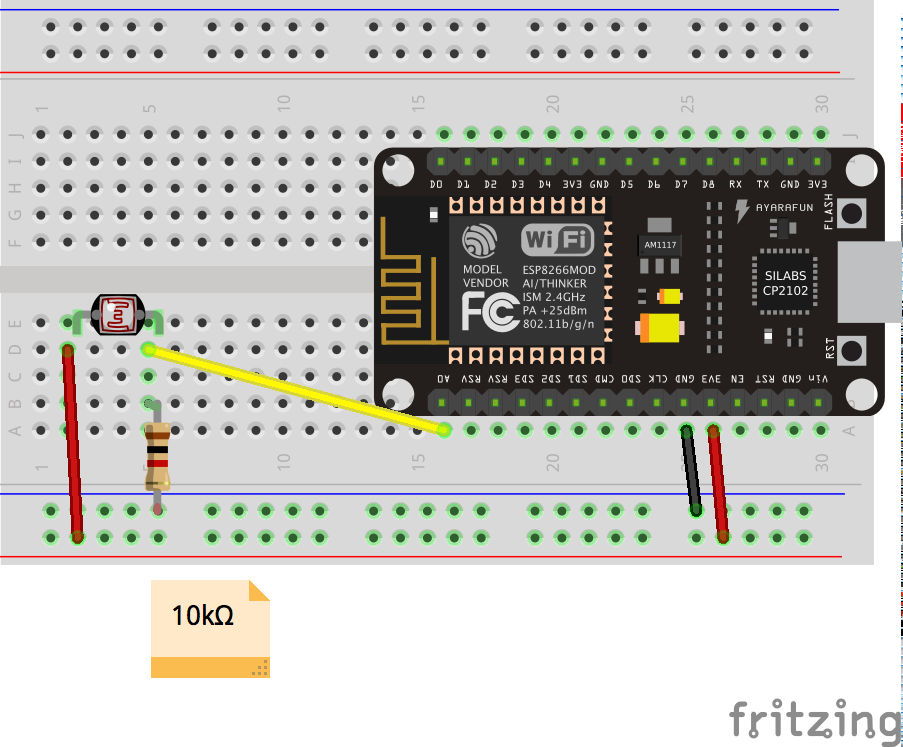 1 5 10 15 20 25 30
J J
I
H
G
F
D0 D1 D2 D3 D4 3V3 GND D5 D6 D7 D8 RX TX GND 3V3
AYARAFUN
FLASH
WiFi
MODEL
VENDOR
FC
ESP8266MOD
AI/THINKER
ISM 2.4GHz
PA +25dBm
802.11b/g/n
AM1117
SILABS
CP2102
RST
E
D
C
B
A A
A0 RSV RSV SD3 SD2 SD1 CMD SD0 CLK GND 3V3 EN RST GND Vin
1 10 15 20 30
10kΩ
fritzing